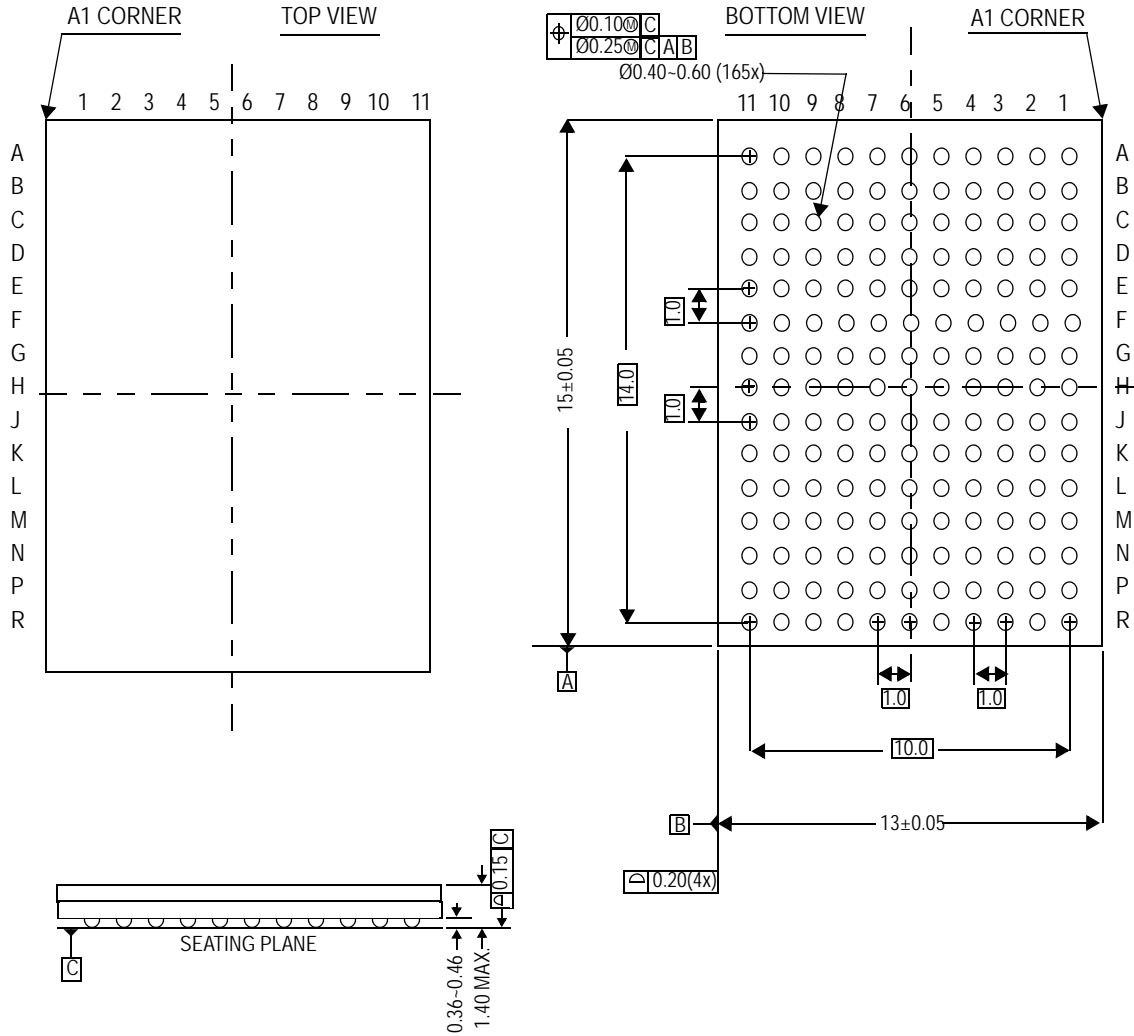 A1 CORNER
TOP VIEW
1 2 3 4 5 6 7 8 9 10 11
A
B
C
D
E
F
G
H
J
K
L
M
N
P
R
Ø0.10Ⓜ C
Ø0.25Ⓜ C A B
Ø0.40~0.60 (165x)
BOTTOM VIEW
A1 CORNER
11 10 9 8 7 6 5 4 3 2 1
A
B
C
D
E
F
G
H
J
K
L
M
N
P
R
1.0
1.0
14.0
15±0.05
A
1.0
1.0
10.0
B
13±0.05
0.20(4x)
0.15 C
SEATING PLANE
C
0.36~0.46
1.40 MAX.